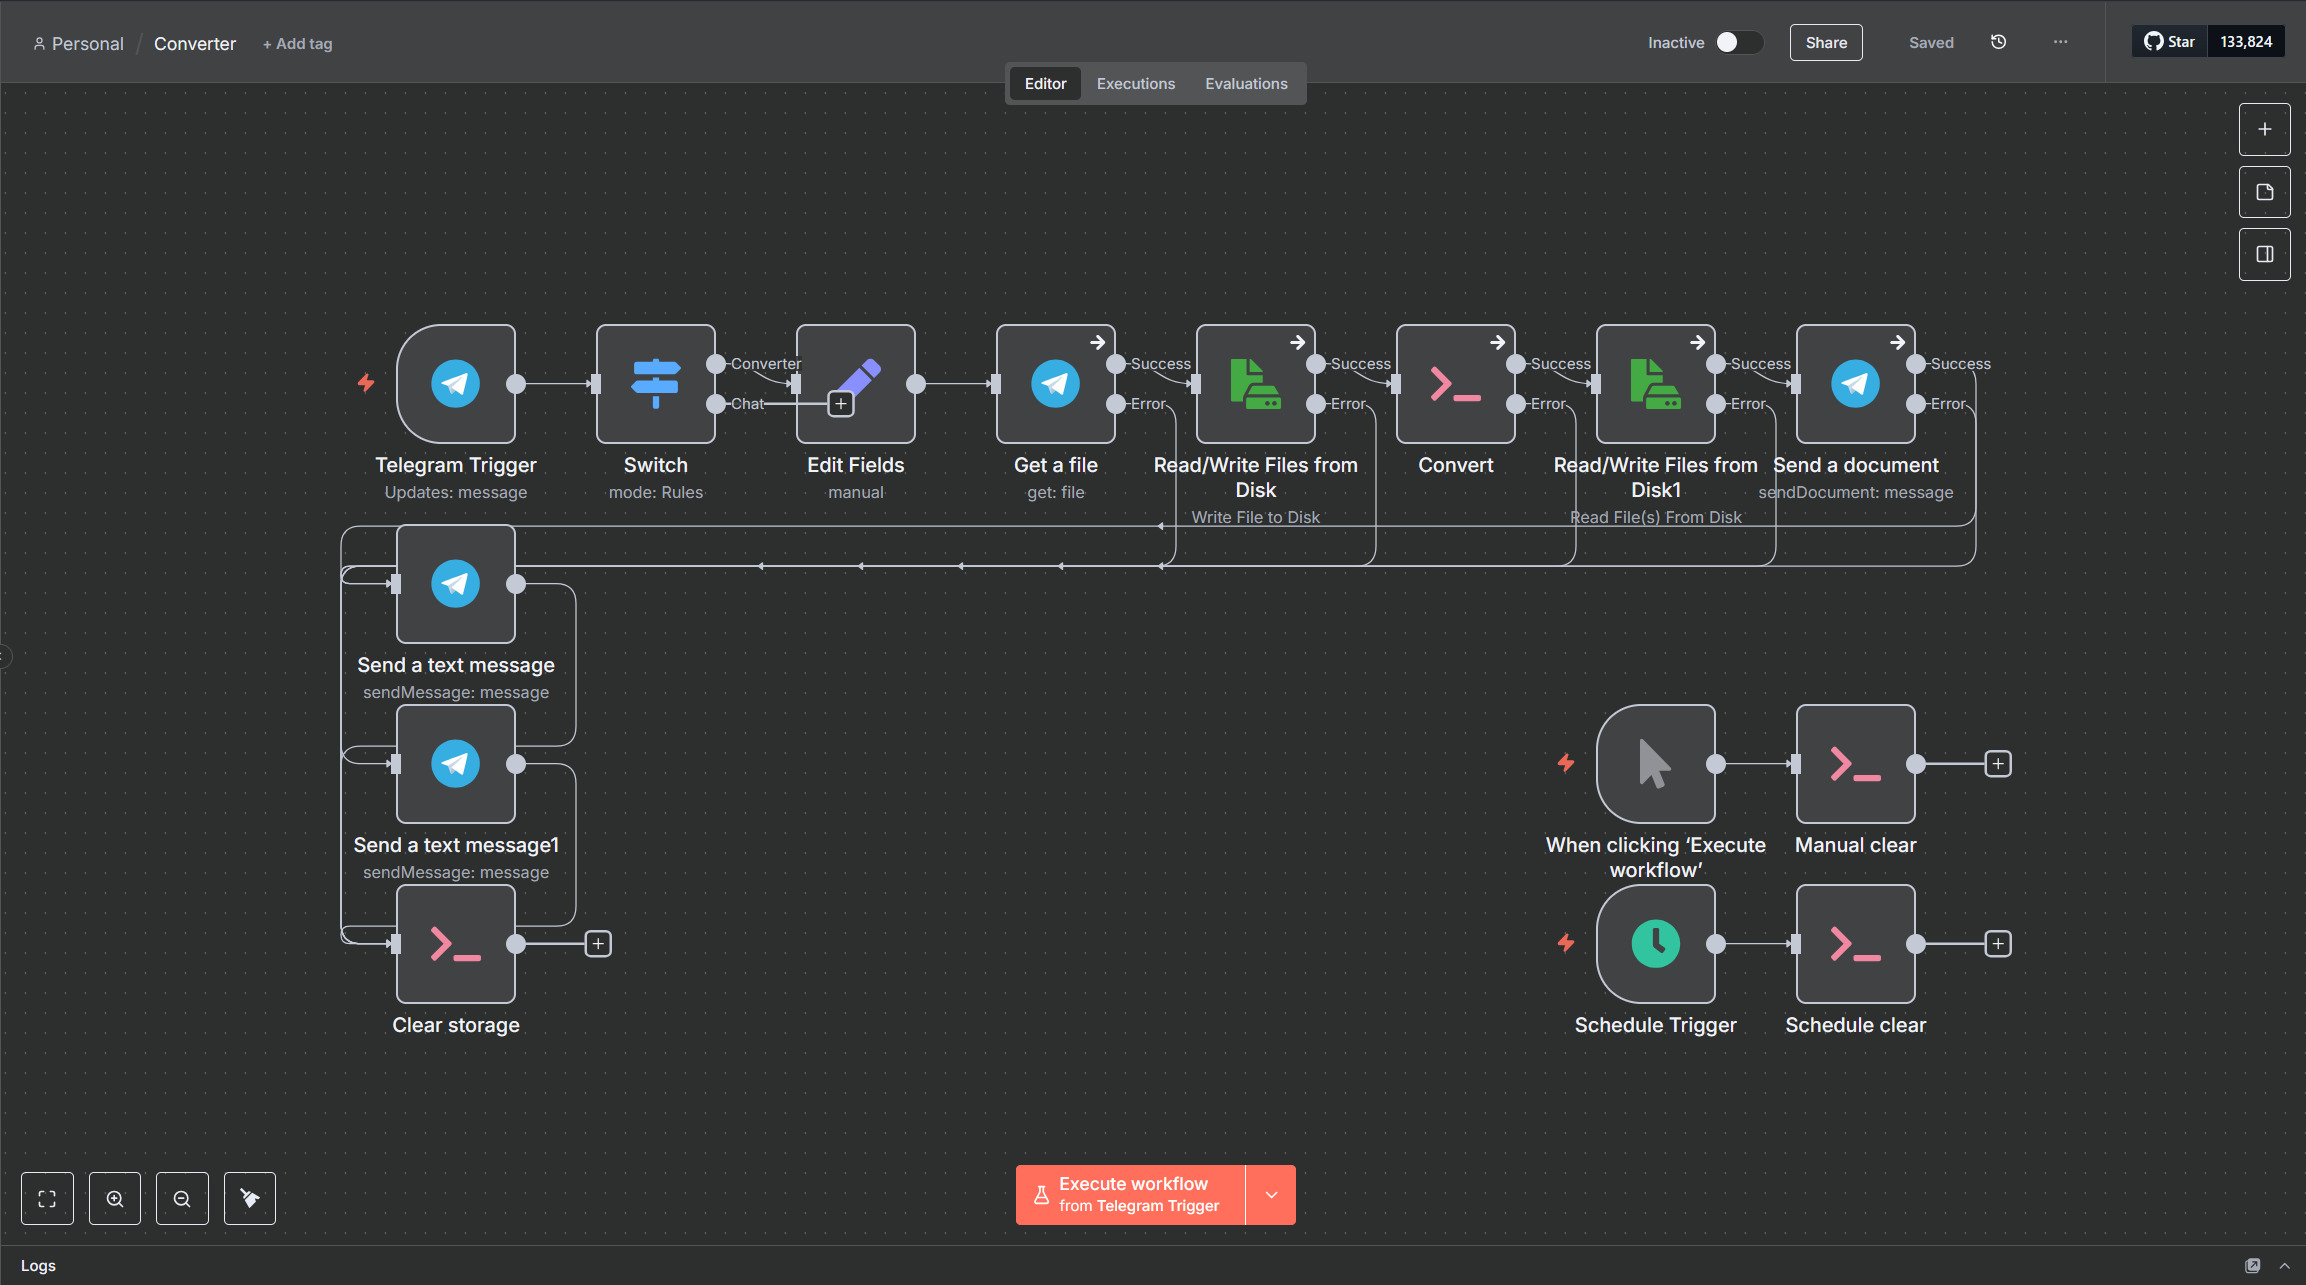 Personal / Converter + Add tag
Inactive Share Saved ... Star 133,824
Editor Executions Evaluations
Converter
Chat
Success
Error
Success
Error
Success
Error
Success
Error
Success
Error
Telegram Trigger
Updates: message
Switch
mode: Rules
Edit Fields
manual
Get a file
get: file
Read/Write Files from
Disk
Write File to Disk
Convert
Read/Write Files from
Disk1
Read File(s) From Disk
Send a document
sendDocument: message
Send a text message
sendMessage: message
Send a text message1
sendMessage: message
Clear storage
When clicking ‘Execute
workflow’
Manual clear
Schedule Trigger
Schedule clear
Execute workflow
from Telegram Trigger
Logs